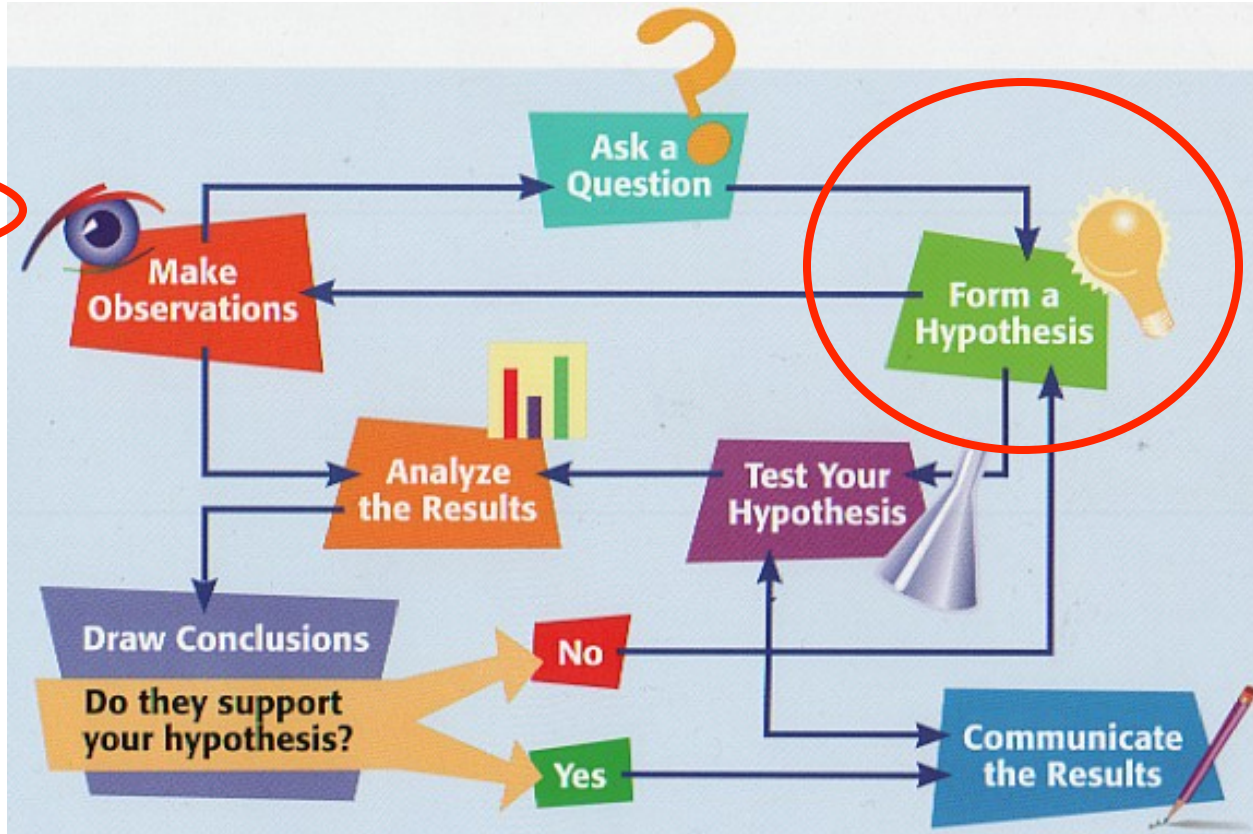 Ask a
Question
Make
Observations
Form a
Hypothesis
Analyze
the Results
Test Your
Hypothesis
Draw Conclusions
Do they support
your hypothesis?
No
Yes
Communicate
the Results